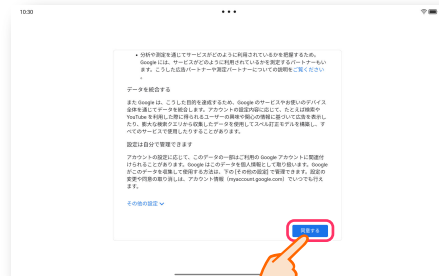 10:30
• 分析や測定を通じてサービスがどのように利用されているかを把握するため。
Google には、サービスがどのように利用されているかを測定するパートナーもい
ます。こうした広告パートナーや測定パートナーについての説明をご覧ください
。
データを統合する
また Google は、こうした目的を達成するため、Google のサービスやお使いのデバイス
全体を通じてデータを統合します。アカウントの設定内容に応じて、たとえば検索や
YouTube を利用した際に得られるユーザーの興味や関心の情報に基づいて広告を表示し
たり、膨大な検索クエリから収集したデータを使用してスペル訂正モデルを構築し、す
べてのサービスで使用したりすることがあります。
設定は自分で管理できます
アカウントの設定に応じて、このデータの一部はご利用の Google アカウントに関連付
けられることがあります。Google はこのデータを個人情報として取り扱います。Google
がこのデータを収集して使用する方法は、下の [その他の設定] で管理できます。設定の
変更や同意の取り消しは、アカウント情報（myaccount.google.com）でいつでも行え
ます。
その他の設定
同意する